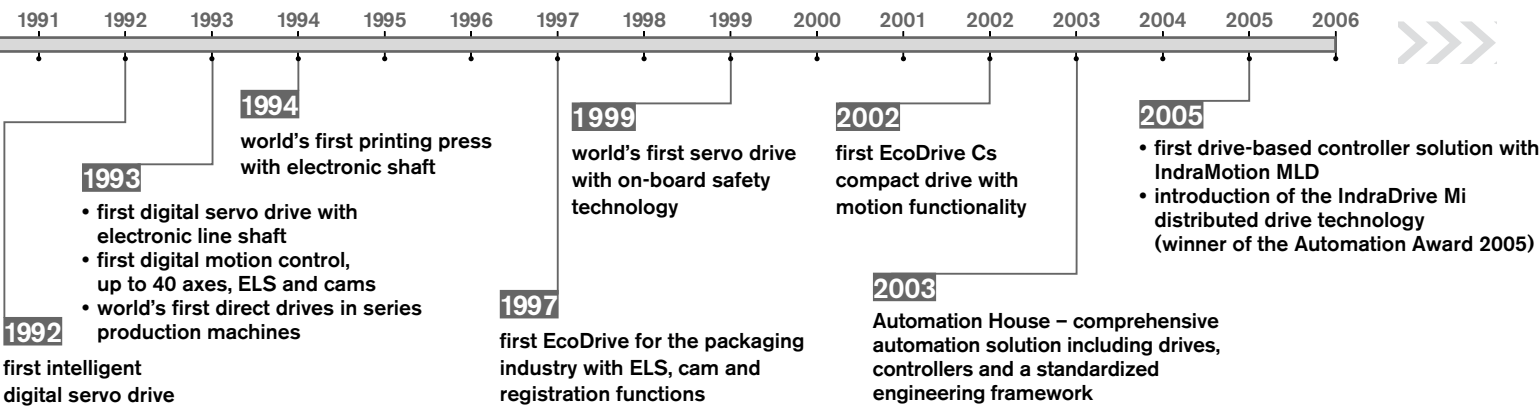 1991 1992 1993 1994 1995 1996 1997 1998 1999 2000 2001 2002 2003 2004 2005 2006
1992
first intelligent
digital servo drive
1993
• first digital servo drive with
electronic line shaft
• first digital motion control,
up to 40 axes, ELS and cams
• world's first direct drives in series
production machines
1994
world's first printing press
with electronic shaft
1997
first EcoDrive for the packaging
industry with ELS, cam and
registration functions
1999
world's first servo drive
with on-board safety
technology
2002
first EcoDrive Cs
compact drive with
motion functionality
2003
Automation House – comprehensive
automation solution including drives,
controllers and a standardized
engineering framework
2005
• first drive-based controller solution with
IndraMotion MLD
• introduction of the IndraDrive Mi
distributed drive technology
(winner of the Automation Award 2005)